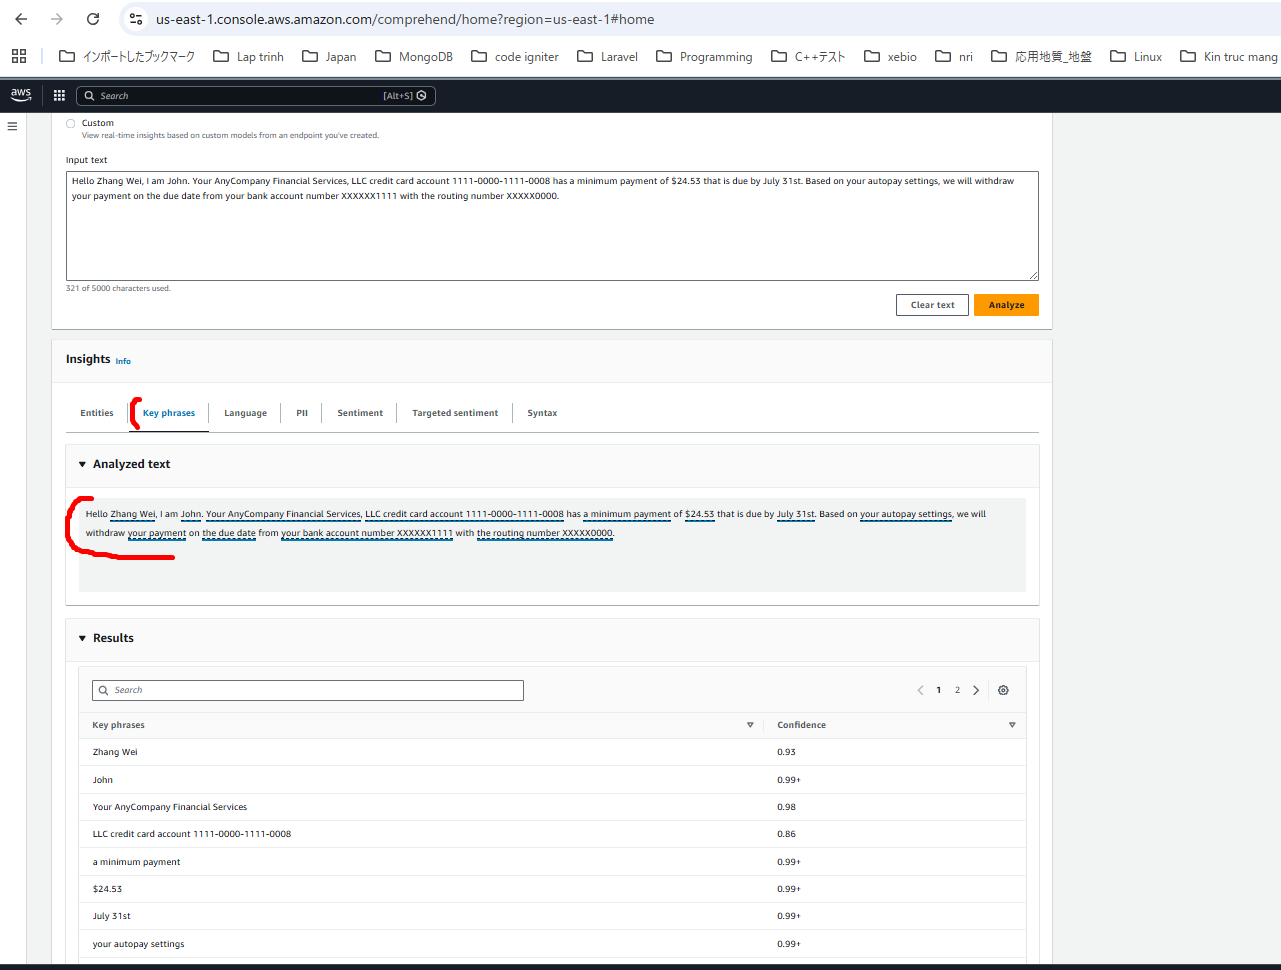 us-east-1.console.aws.amazon.com/comprehend/home?region=us-east-1#home
インポートしたブックマーク Lap trinh Japan MongoDB code igniter Laravel Programming C++テスト xebio nri 応用地質_地盤 Linux Kin truc mang
aws Search [Alt+S]
Custom
View real-time insights based on custom models from an endpoint you've created.
Input text
Hello Zhang Wei, I am John. Your AnyCompany Financial Services, LLC credit card account 1111-0000-1111-0008 has a minimum payment of $24.53 that is due by July 31st. Based on your autopay settings, we will withdraw
your payment on the due date from your bank account number XXXXXX1111 with the routing number XXXXX0000.
321 of 5000 characters used.
Clear text Analyze
Insights Info
Entities Key phrases Language PII Sentiment Targeted sentiment Syntax
Analyzed text
Hello Zhang Wei, I am John. Your AnyCompany Financial Services, LLC credit card account 1111-0000-1111-0008 has a minimum payment of $24.53 that is due by July 31st. Based on your autopay settings, we will
withdraw your payment on the due date from your bank account number XXXXXX1111 with the routing number XXXXX0000.
Results
Search 1 2
Key phrases Confidence
Zhang Wei 0.93
John 0.99+
Your AnyCompany Financial Services 0.98
LLC credit card account 1111-0000-1111-0008 0.86
a minimum payment 0.99+
$24.53 0.99+
July 31st 0.99+
your autopay settings 0.99+